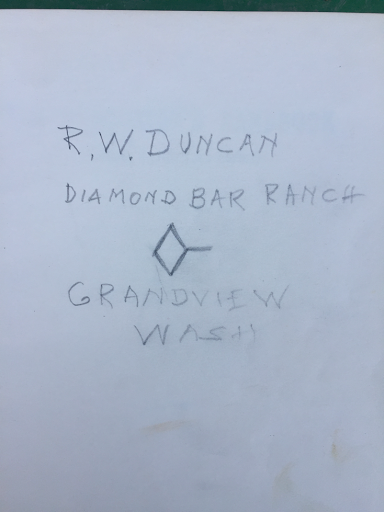 R. W. DUNCAN
DIAMOND BAR RANCH
GRANDVIEW
WASH